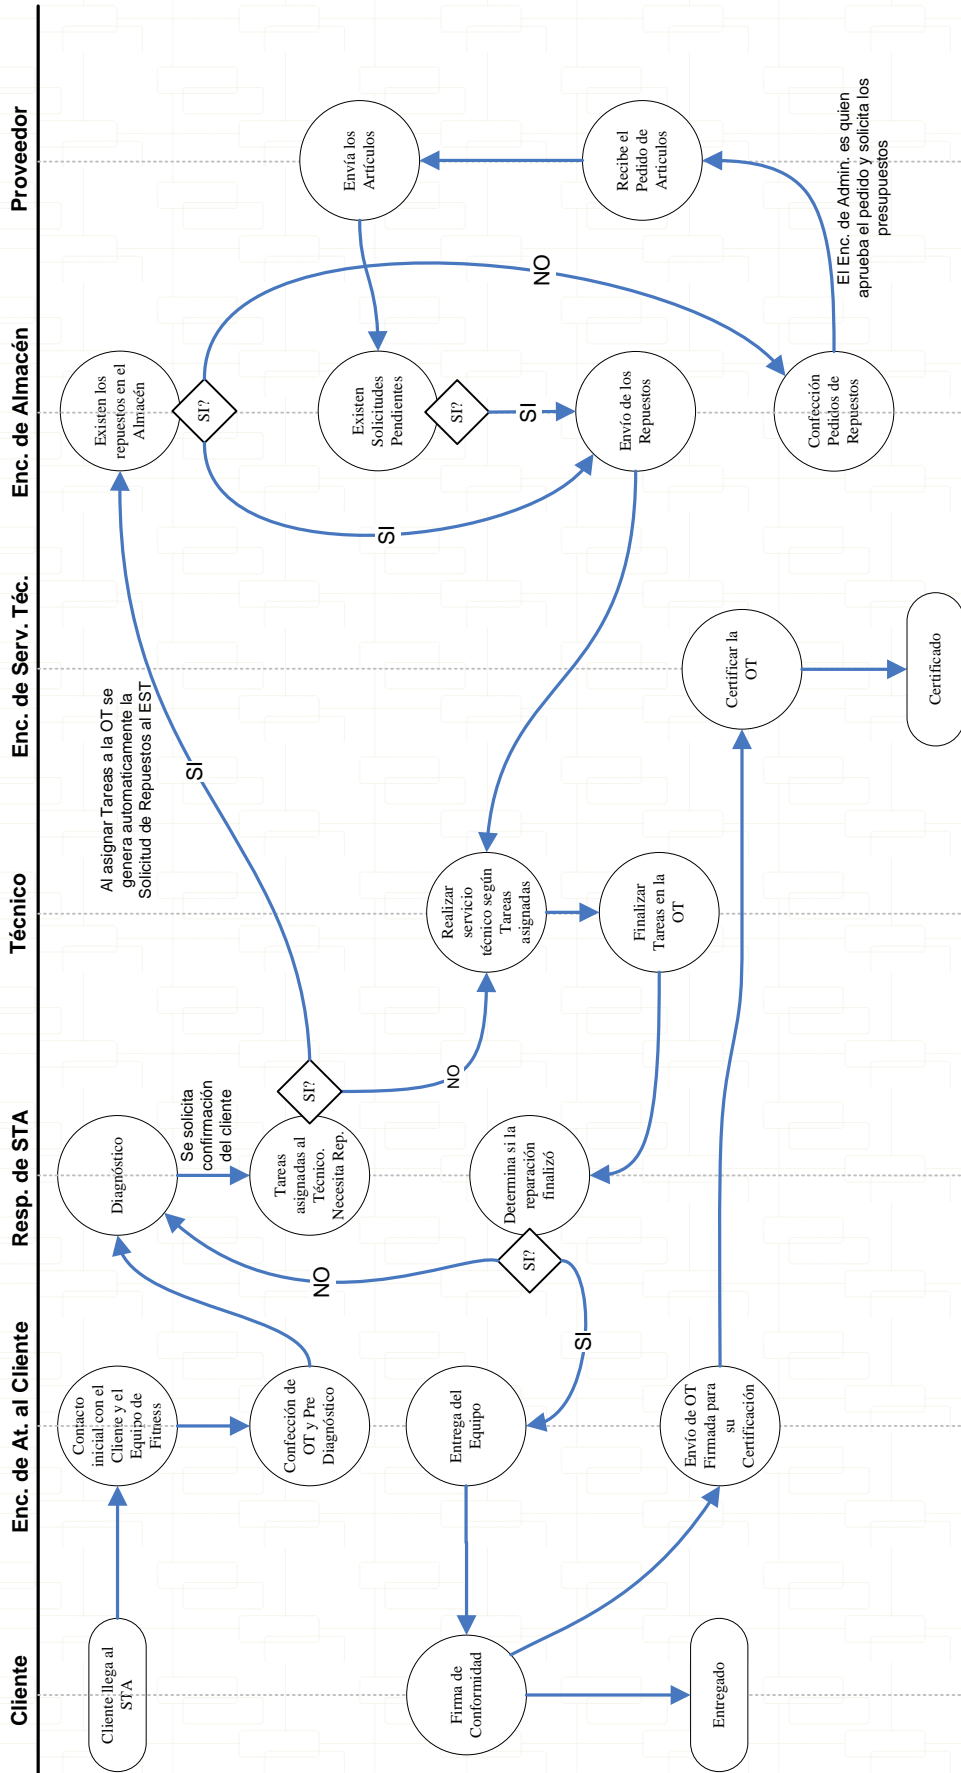 Cliente
Enc. de At. al Cliente
Resp. de STA
Técnico
Enc. de Serv. Téc.
Enc. de Almacén
Proveedor
Cliente llega al
STA
Contacto
inicial con el
Cliente y el
Equipo de
Fitness
Confección de
OT y Pre
Diagnóstico
Diagnóstico
Se solicita
confirmación
del cliente
Tareas
asignadas al
Técnico.
Necesita Rep.
SI?
SI
NO
Al asignar Tareas a la OT se
genera automaticamente la
Solicitud de Repuestos al EST
Existen los
repuestos en el
Almacén
SI?
SI
NO
Envía los
Artículos
Existen
Solicitudes
Pendientes
SI?
SI
Envío de los
Repuestos
Recibe el
Pedido de
Articulos
Confección
Pedidos de
Repuestos
El Enc. de Admin. es quien
aprueba el pedido y solicita los
presupuestos
Realizar
servicio
técnico según
Tareas
asignadas
Finalizar
Tareas en la
OT
Determina si la
reparación
finalizó
SI?
NO
SI
Entrega del
Equipo
Firma de
Conformidad
Entregado
Envío de OT
Firmada para
su
Certificación
Certificar la
OT
Certificado